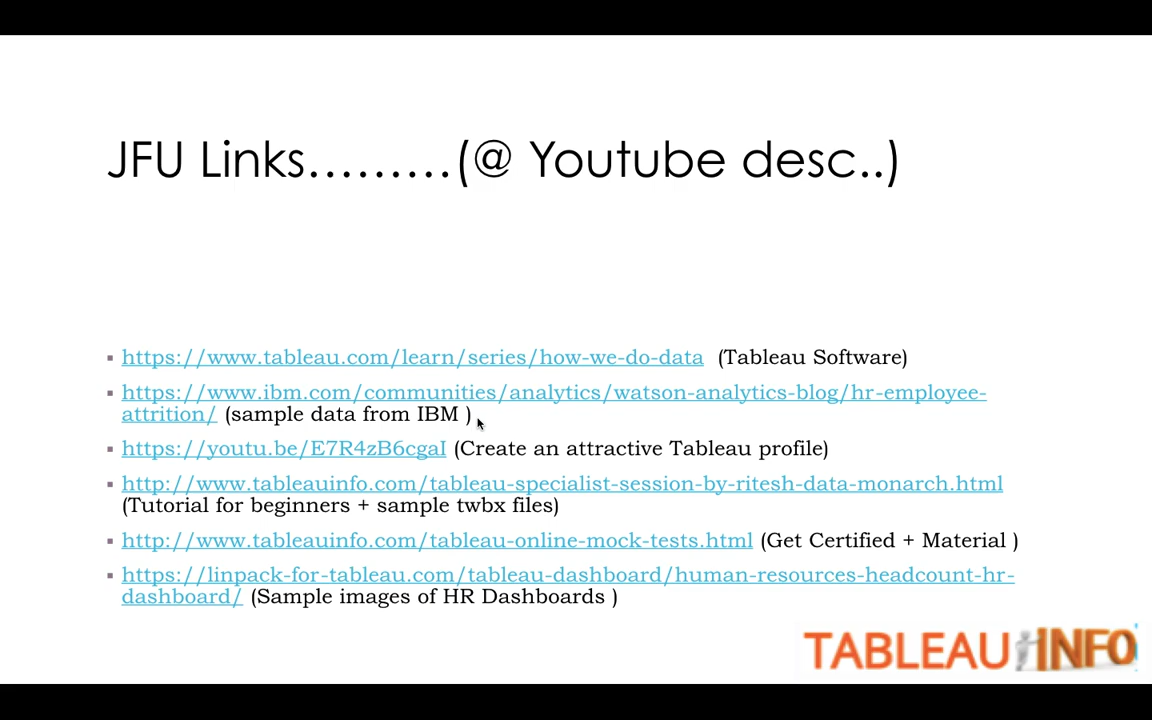 JFU Links.........(@ Youtube desc..)
https://www.tableau.com/learn/series/how-we-do-data (Tableau Software)
https://www.ibm.com/communities/analytics/watson-analytics-blog/hr-employee-
attrition/ (sample data from IBM )
https://youtu.be/E7R4zB6cgaI (Create an attractive Tableau profile)
http://www.tableauinfo.com/tableau-specialist-session-by-ritesh-data-monarch.html
(Tutorial for beginners + sample twbx files)
http://www.tableauinfo.com/tableau-online-mock-tests.html (Get Certified + Material )
https://linpack-for-tableau.com/tableau-dashboard/human-resources-headcount-hr-
dashboard/ (Sample images of HR Dashboards )
TABLEAU INFO